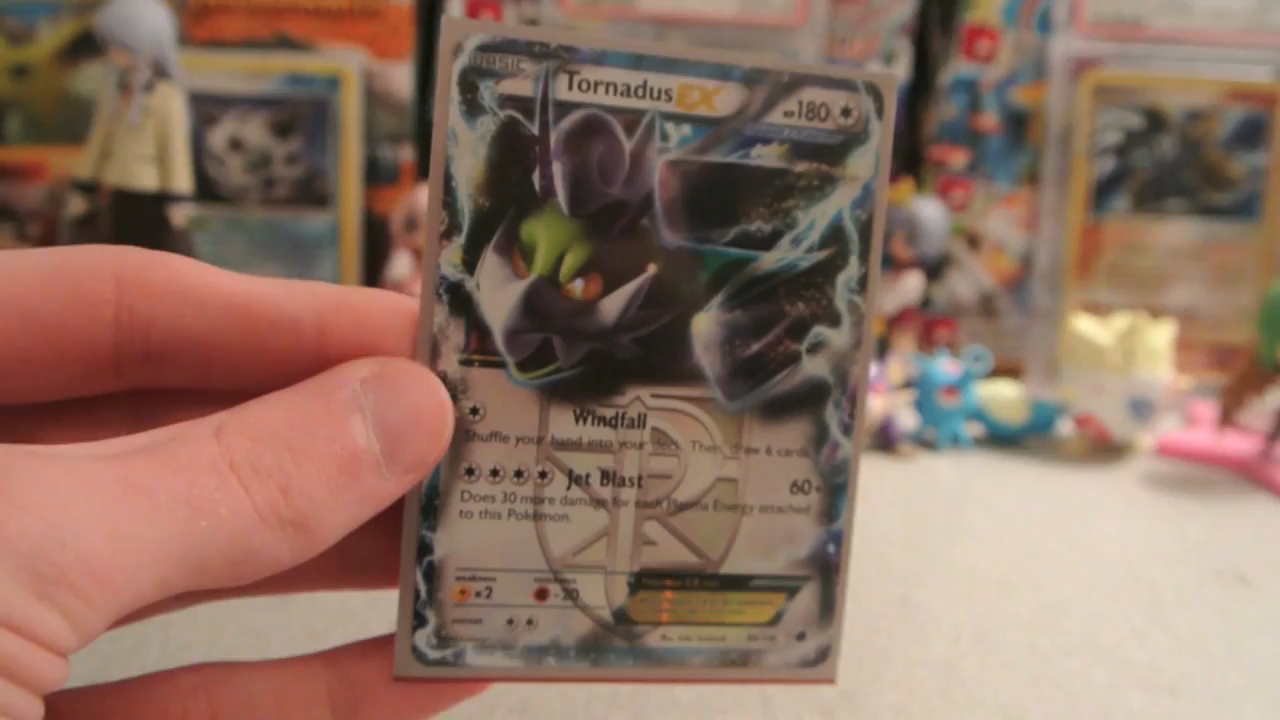 BASIC Tornadus EX HP180
Windfall
Shuffle your hand into your deck. Then, draw 6 cards.
Jet Blast 60+
Does 30 more damage for each Plasma Energy attached
to this Pokémon.
weakness resistance
×2 -20
retreat